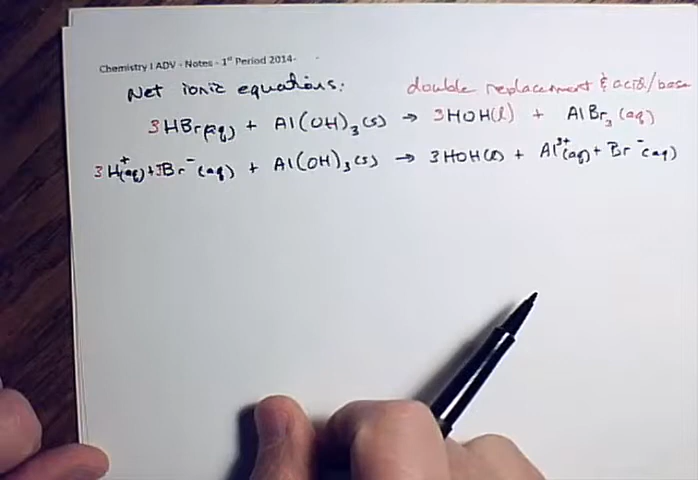 Chemistry I ADV - Notes - 1st Period 2014-
Net ionic equations: double replacement & acid/base
3HBr(aq) + Al(OH)3(s) → 3HOH(l) + AlBr3(aq)
3H+(aq) + 3Br-(aq) + Al(OH)3(s) → 3HOH(l) + Al3+(aq) + Br-(aq)